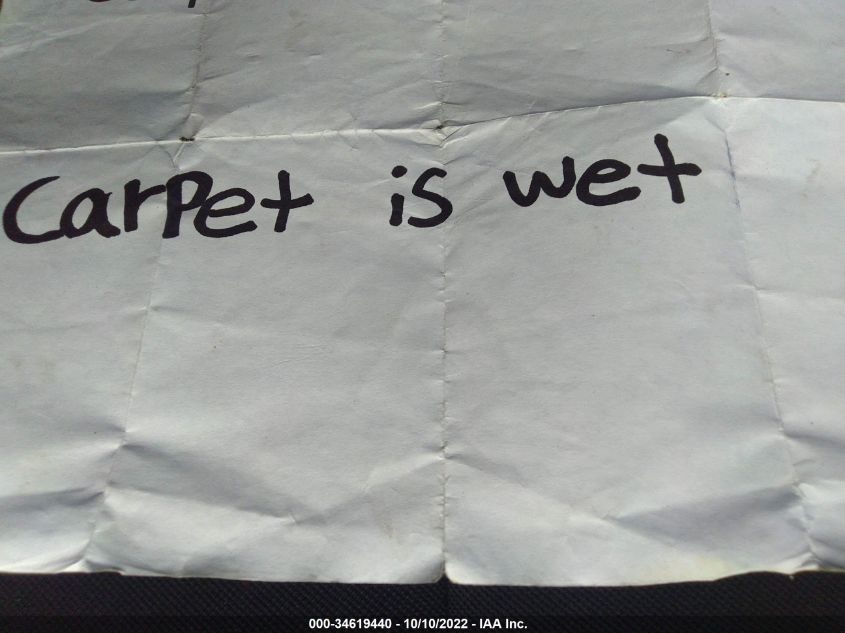 Carpet is wet
000-34619440 - 10/10/2022 - IAA Inc.